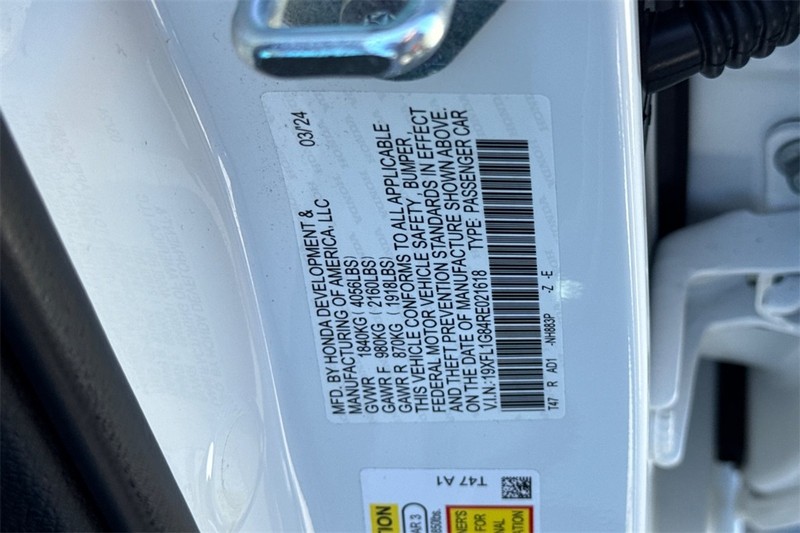 MFD. BY HONDA DEVELOPMENT & 03/24
MANUFACTURING OF AMERICA, LLC
GVWR 1840KG ( 4056LBS)
GAWR F 980KG ( 2160LBS)
GAWR R 870KG ( 1918LBS)
THIS VEHICLE CONFORMS TO ALL APPLICABLE
FEDERAL MOTOR VEHICLE SAFETY, BUMPER,
AND THEFT PREVENTION STANDARDS IN EFFECT
ON THE DATE OF MANUFACTURE SHOWN ABOVE.
V.I.N.:19XFL1G84RE021618 TYPE: PASSENGER CAR
T47 R AD1 -NH883P -Z -E
T47 A1